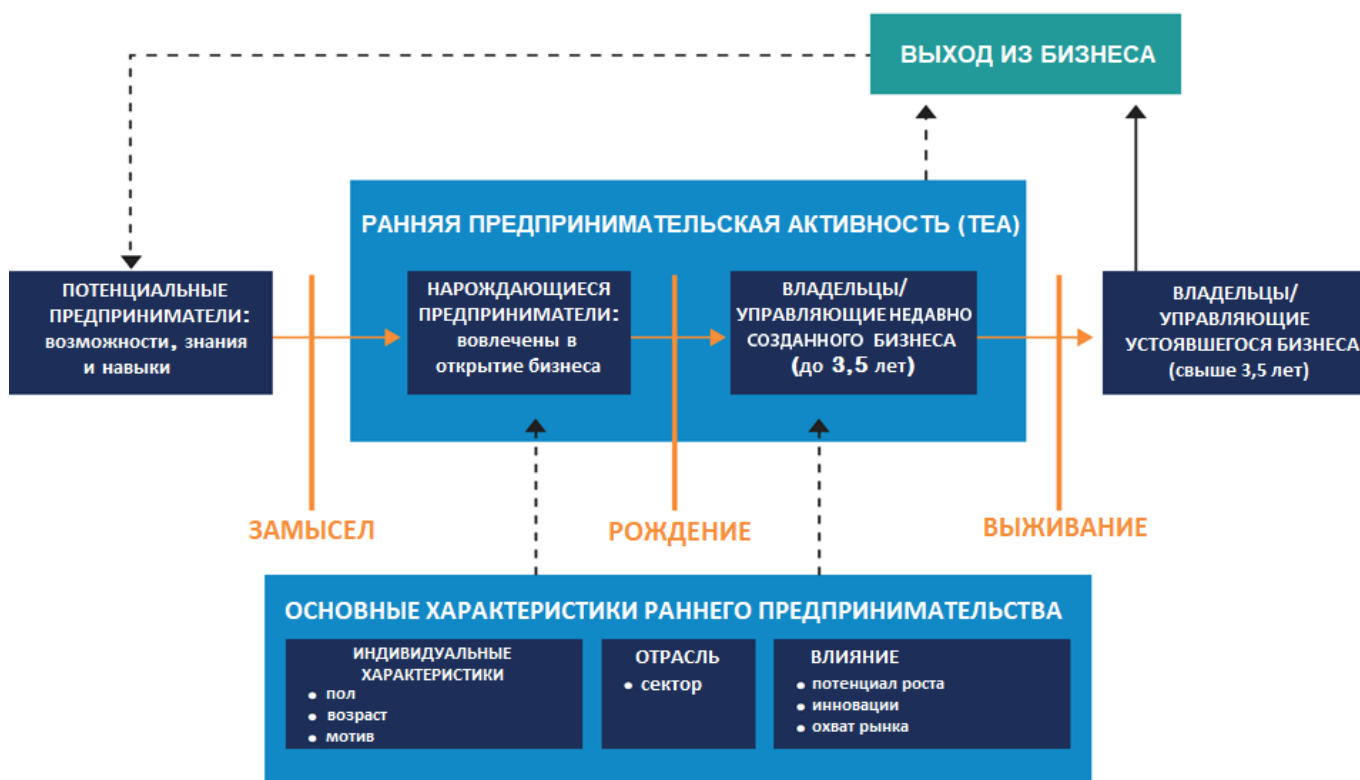 ВЫХОД ИЗ БИЗНЕСА
РАННЯЯ ПРЕДПРИНИМАТЕЛЬСКАЯ АКТИВНОСТЬ (TEA)
ПОТЕНЦИАЛЬНЫЕ
ПРЕДПРИНИМАТЕЛИ:
возможности, знания
и навыки
НАРОЖДАЮЩИЕСЯ
ПРЕДПРИНИМАТЕЛИ:
вовлечены в
открытие бизнеса
ВЛАДЕЛЬЦЫ/
УПРАВЛЯЮЩИЕ НЕДАВНО
СОЗДАННОГО БИЗНЕСА
(до 3,5 лет)
ВЛАДЕЛЬЦЫ/
УПРАВЛЯЮЩИЕ
УСТОЯВШЕГОСЯ БИЗНЕСА
(свыше 3,5 лет)
ЗАМЫСЕЛ
РОЖДЕНИЕ
ВЫЖИВАНИЕ
ОСНОВНЫЕ ХАРАКТЕРИСТИКИ РАННЕГО ПРЕДПРИНИМАТЕЛЬСТВА
ИНДИВИДУАЛЬНЫЕ
ХАРАКТЕРИСТИКИ
• пол
• возраст
• мотив
ОТРАСЛЬ
• сектор
ВЛИЯНИЕ
• потенциал роста
• инновации
• охват рынка